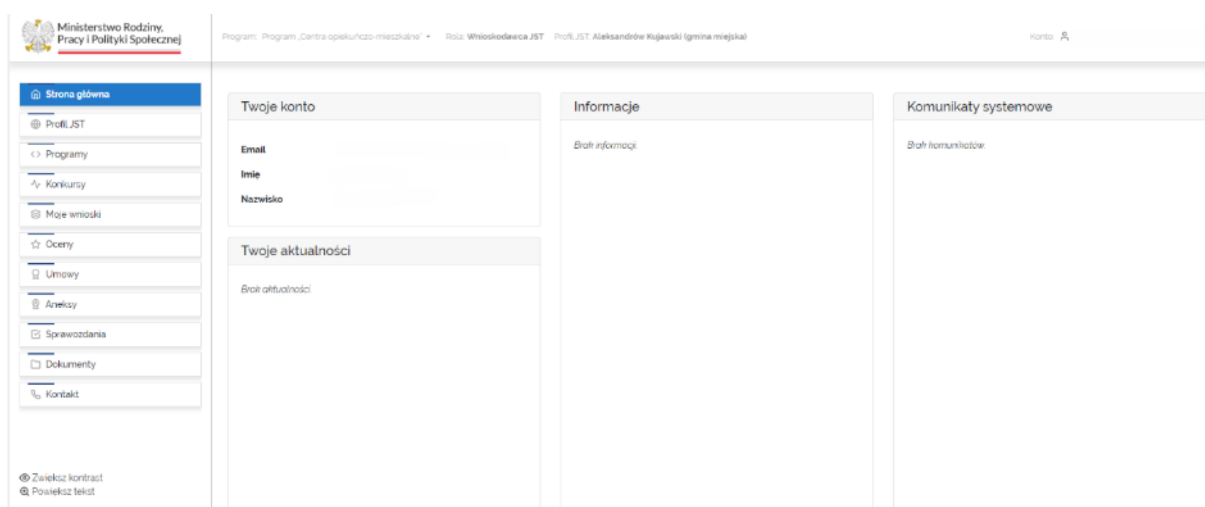 Ministerstwo Rodziny,
Pracy i Polityki Społecznej
Program: Program „Centra opiekuńczo-mieszkalne" Rola: Wnioskodawca JST Profil JST: Aleksandrów Kujawski (gmina miejska) Konto:
Strona główna
Profil JST
Programy
Konkursy
Moje wnioski
Oceny
Umowy
Aneksy
Sprawozdania
Dokumenty
Kontakt
Zwiększ kontrast
Powiększ tekst
Twoje konto
Email
Imię
Nazwisko
Twoje aktualności
Brak aktualności.
Informacje
Brak informacji.
Komunikaty systemowe
Brak komunikatów.